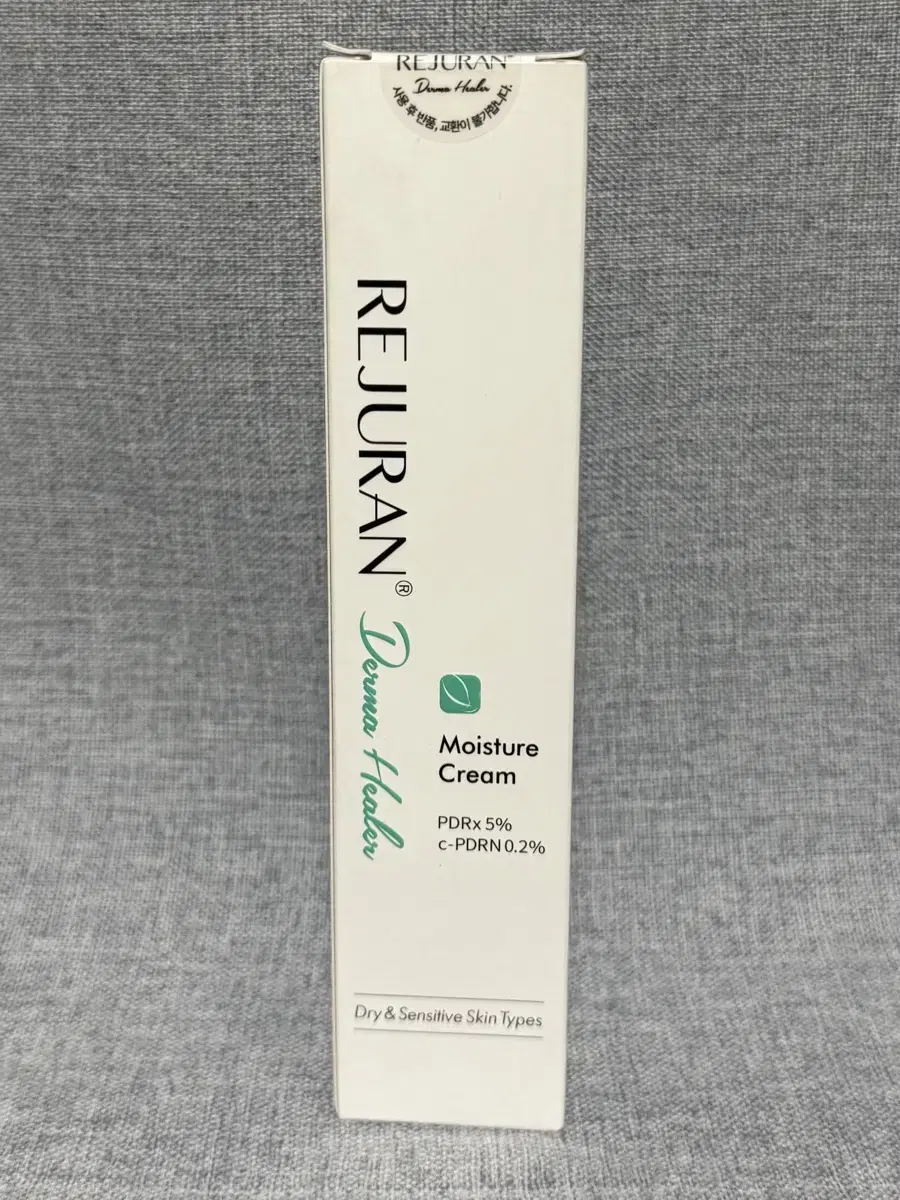 REJURAN™
Derma Healer
사용 후 반품, 교환이 불가합니다.
REJURAN® Derma Healer
Moisture
Cream
PDRx 5%
c-PDRN 0.2%
Dry & Sensitive Skin Types